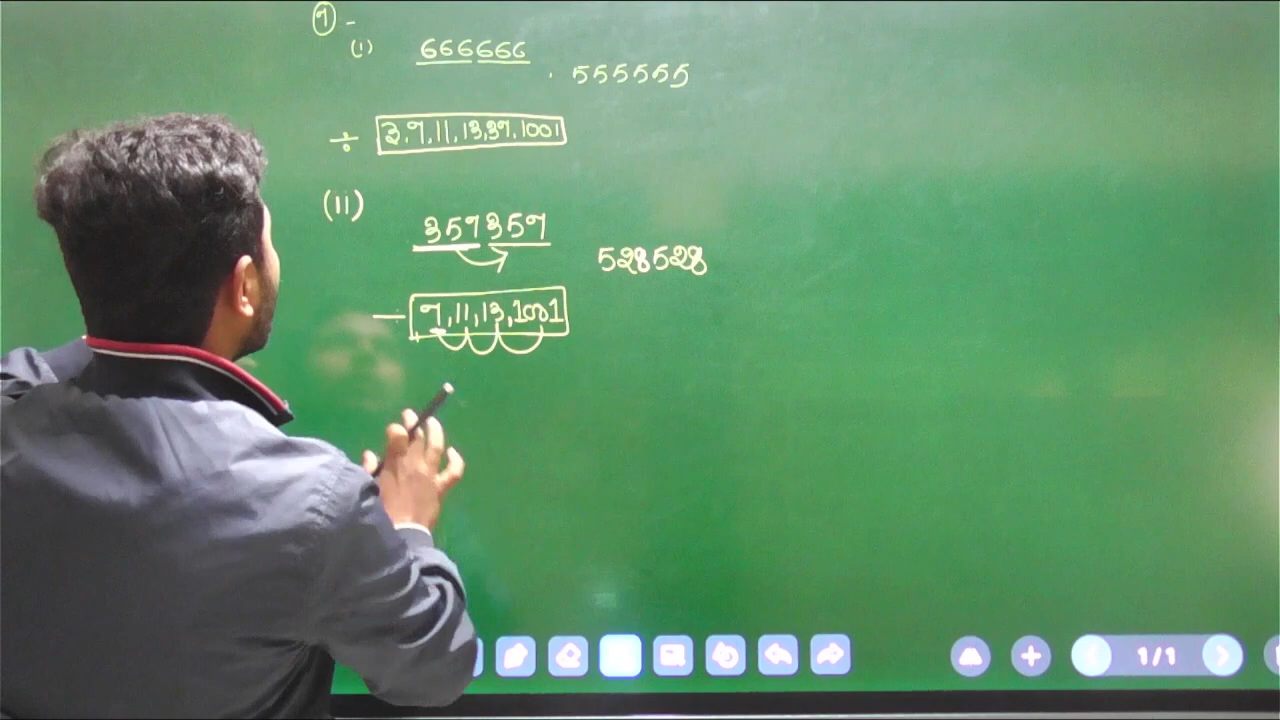 7 -
(i) 666666 . 555555
÷ 3,7,11,13,37,1001
(ii) 357357 528528
÷ 7,11,13,1001
1/1